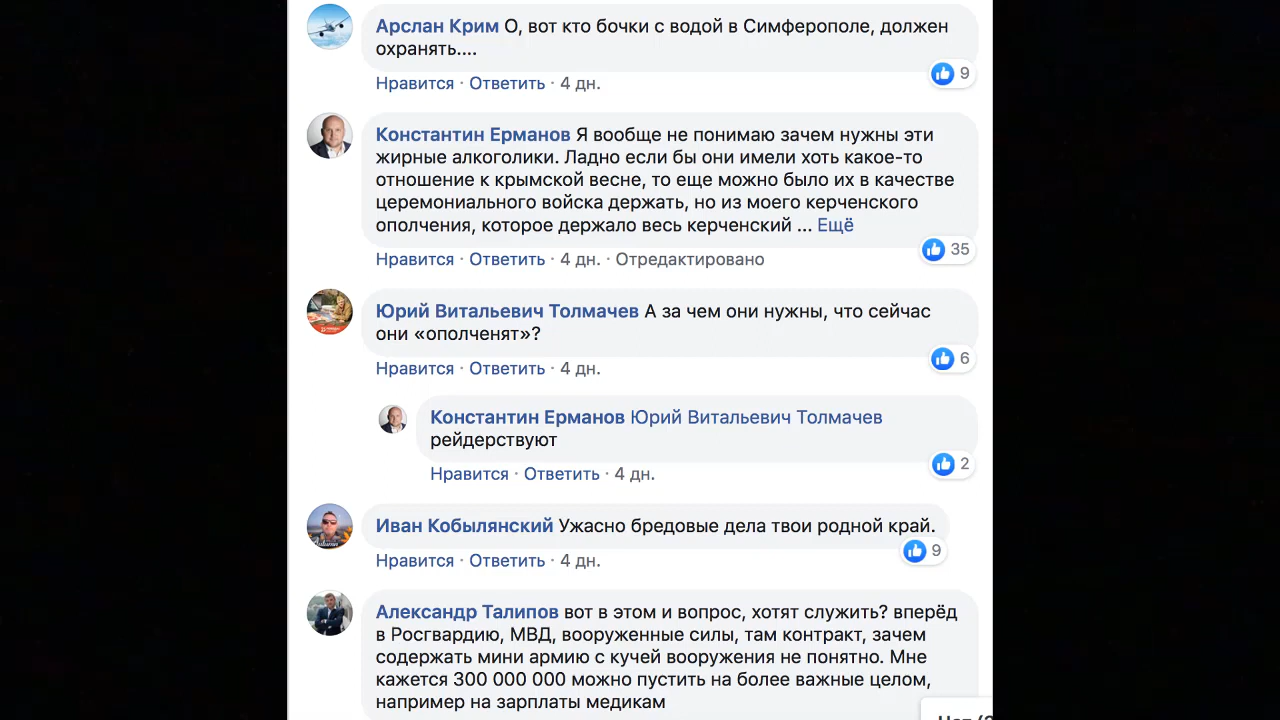 Арслан Крим О, вот кто бочки с водой в Симферополе, должен
охранять....
9
Нравится · Ответить · 4 дн.
Константин Ерманов Я вообще не понимаю зачем нужны эти
жирные алкоголики. Ладно если бы они имели хоть какое-то
отношение к крымской весне, то еще можно было их в качестве
церемониального войска держать, но из моего керченского
ополчения, которое держало весь керченский ... Ещё
35
Нравится · Ответить · 4 дн. · Отредактировано
Юрий Витальевич Толмачев А за чем они нужны, что сейчас
они «ополченят»?
6
Нравится · Ответить · 4 дн.
Константин Ерманов Юрий Витальевич Толмачев
рейдерствуют
2
Нравится · Ответить · 4 дн.
Иван Кобылянский Ужасно бредовые дела твои родной край.
9
Нравится · Ответить · 4 дн.
Александр Талипов вот в этом и вопрос, хотят служить? вперёд
в Росгвардию, МВД, вооруженные силы, там контракт, зачем
содержать мини армию с кучей вооружения не понятно. Мне
кажется 300 000 000 можно пустить на более важные целом,
например на зарплаты медикам